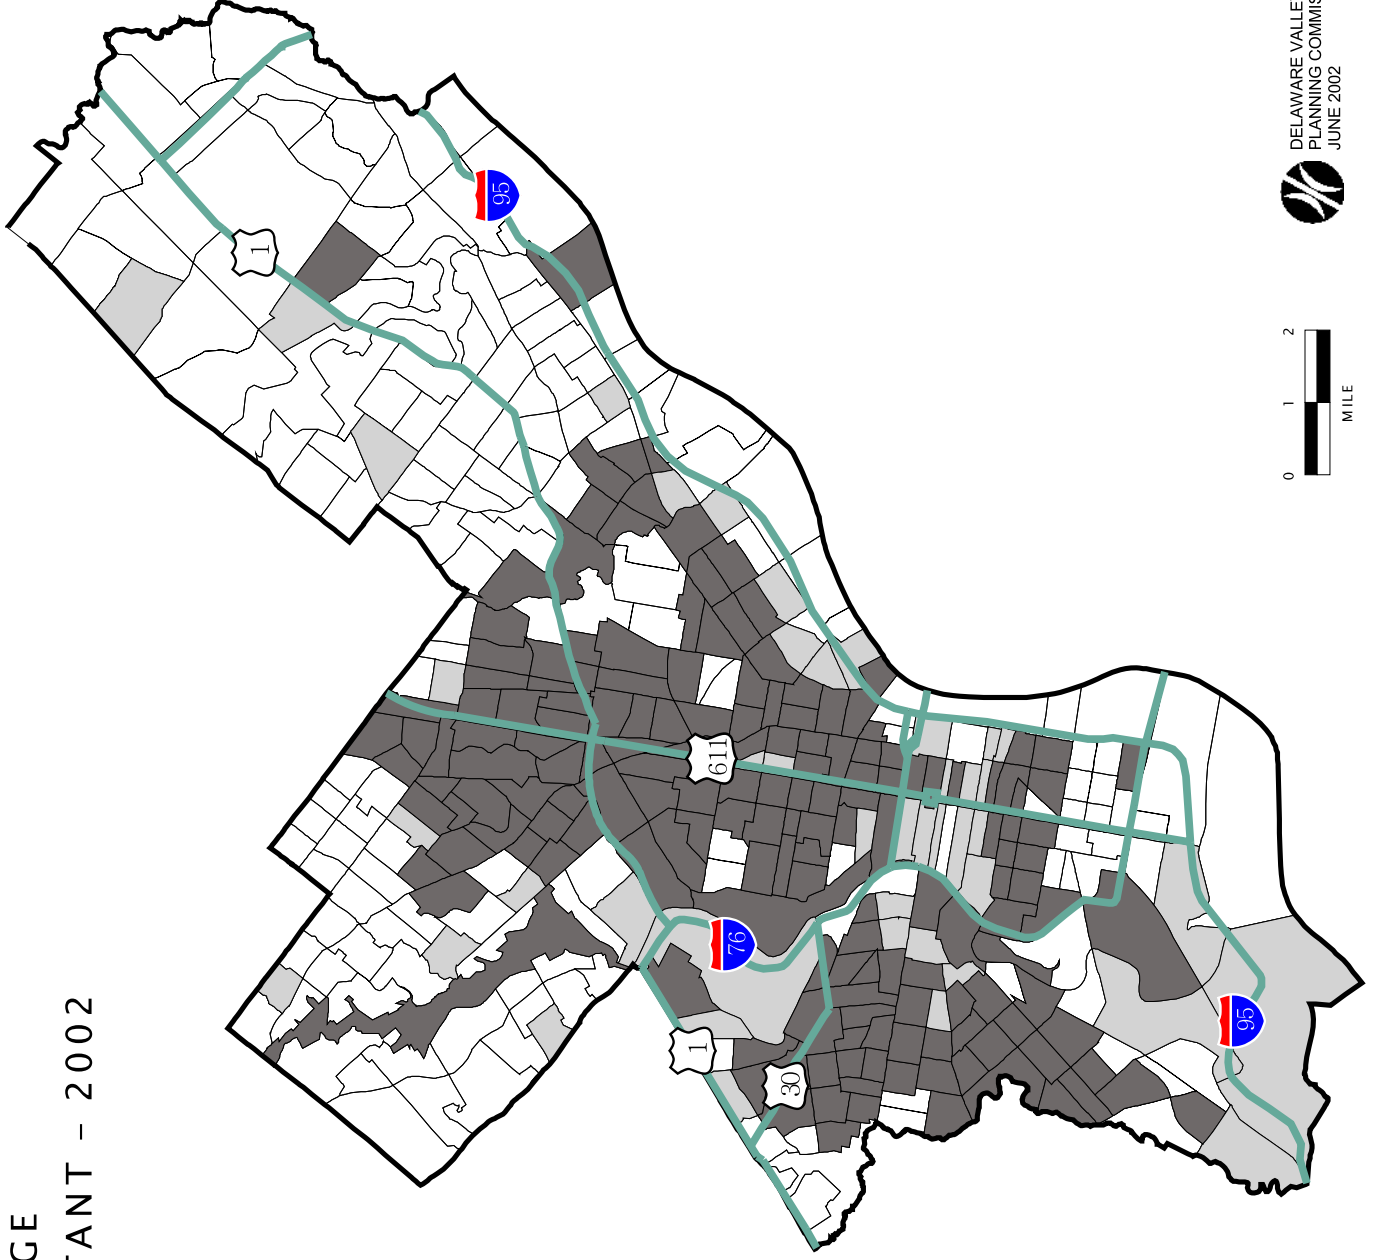 GE
TANT – 2002
1
95
611
76
1
30
95
0 1 2
MILE
DELAWARE VALLEY
PLANNING COMMIS
JUNE 2002